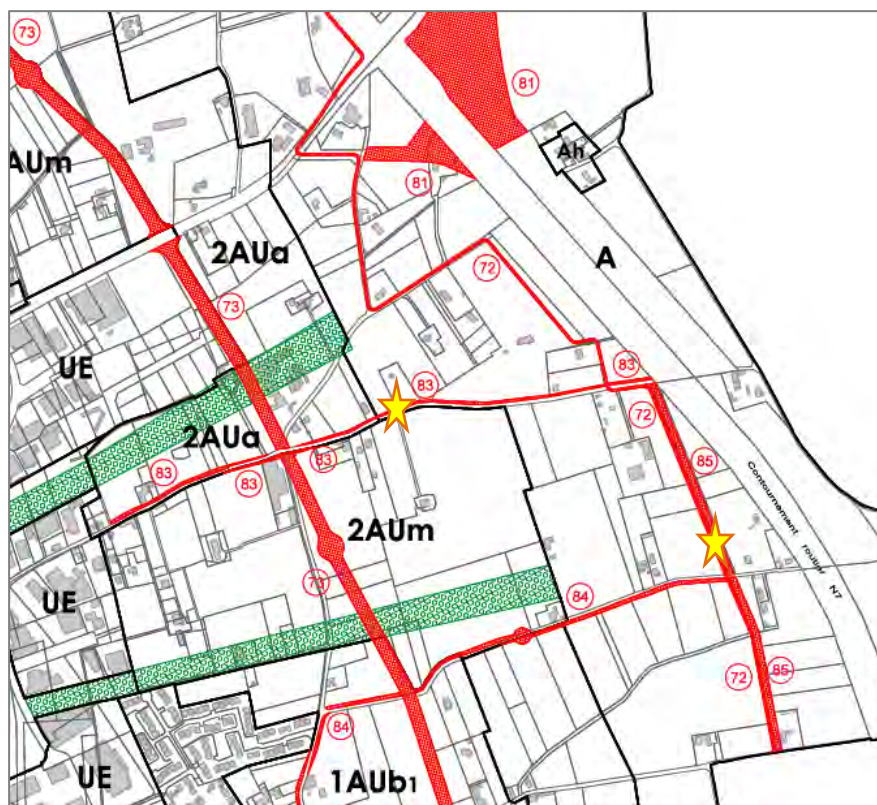 73
81
Ah
AUm
81
2AUa
72
A
73
UE
83
83
2AUa
72
83
83
83
85
2AUm
Contournement routier N7
73
84
UE
72
85
84
UE
1AUb1